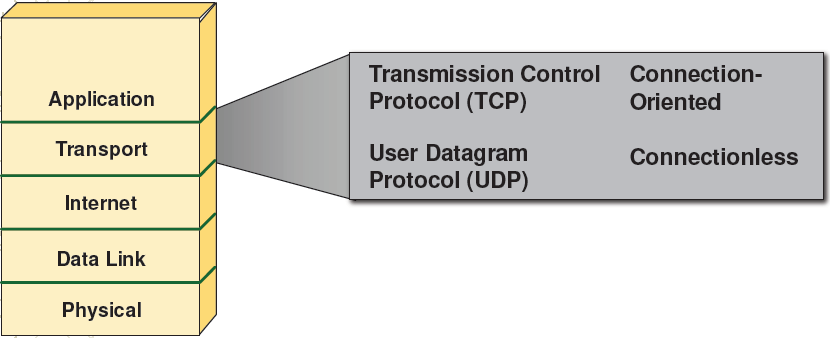 Application
Transport
Internet
Data Link
Physical
Transmission Control
Protocol (TCP)
Connection-
Oriented
User Datagram
Protocol (UDP)
Connectionless